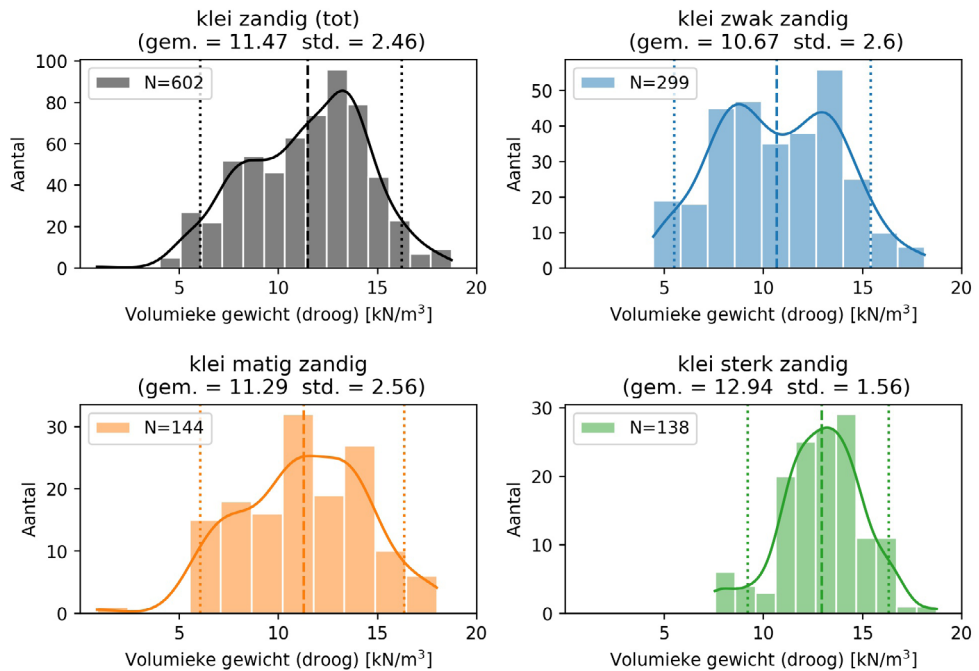 klei zandig (tot)
(gem. = 11.47 std. = 2.46)
N=602
Aantal
100
80
60
40
20
0
5
10
15
20
Volumieke gewicht (droog) [kN/m³]
klei zwak zandig
(gem. = 10.67 std. = 2.6)
N=299
Aantal
50
40
30
20
10
0
5
10
15
20
Volumieke gewicht (droog) [kN/m³]
klei matig zandig
(gem. = 11.29 std. = 2.56)
N=144
Aantal
30
20
10
0
5
10
15
20
Volumieke gewicht (droog) [kN/m³]
klei sterk zandig
(gem. = 12.94 std. = 1.56)
N=138
Aantal
30
20
10
0
5
10
15
20
Volumieke gewicht (droog) [kN/m³]